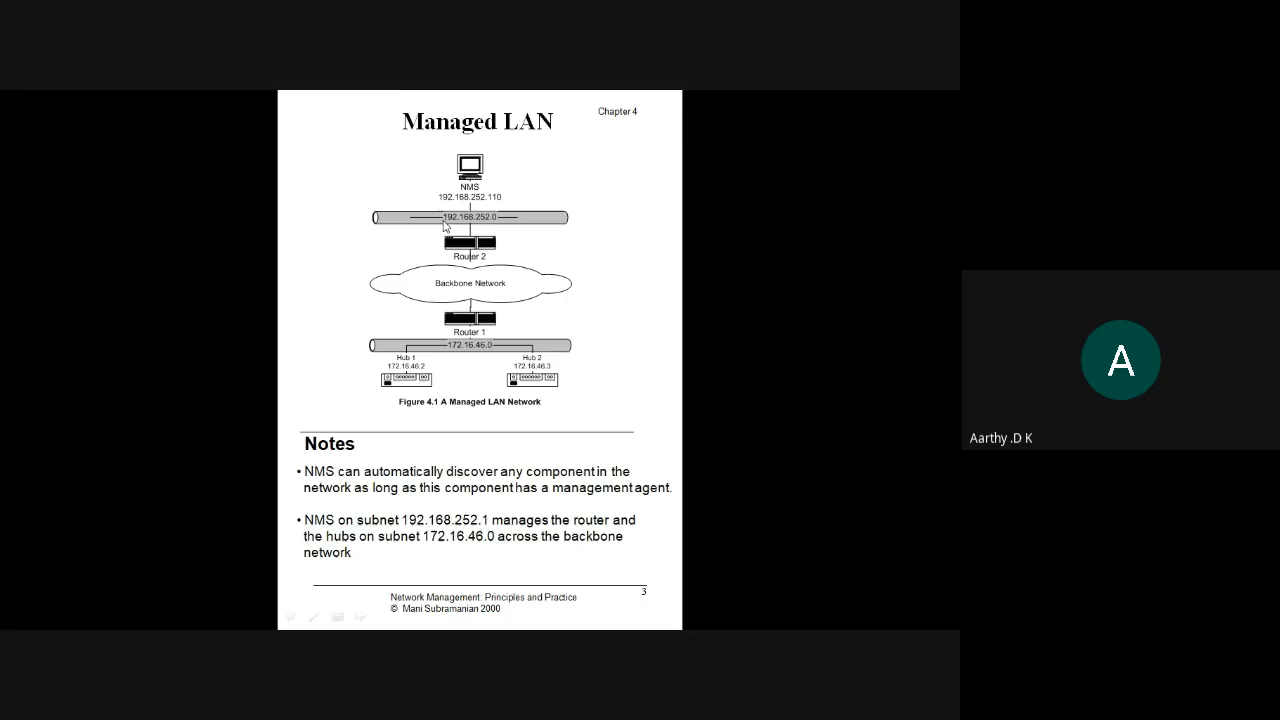 Managed LAN
Chapter 4
NMS
192.168.252.110
192.168.252.0
Router 2
Backbone Network
Router 1
172.16.46.0
Hub 1
172.16.46.2
Hub 2
172.16.46.3
Figure 4.1 A Managed LAN Network
Notes
• NMS can automatically discover any component in the
network as long as this component has a management agent.
• NMS on subnet 192.168.252.1 manages the router and
the hubs on subnet 172.16.46.0 across the backbone
network
Network Management: Principles and Practice
© Mani Subramanian 2000
3
A
Aarthy .D K